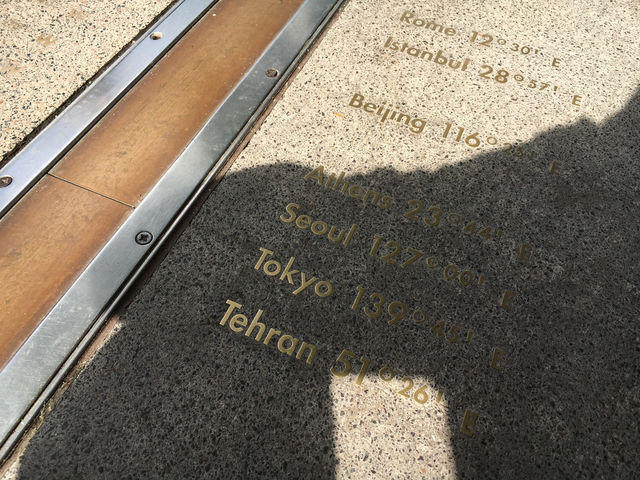 Rome 12° 30' E
Istanbul 28° 57' E
Beijing 116° E
Athens 23° 44' E
Seoul 127° 00' E
Tokyo 139° 45' E
Tehran 51° 26' E